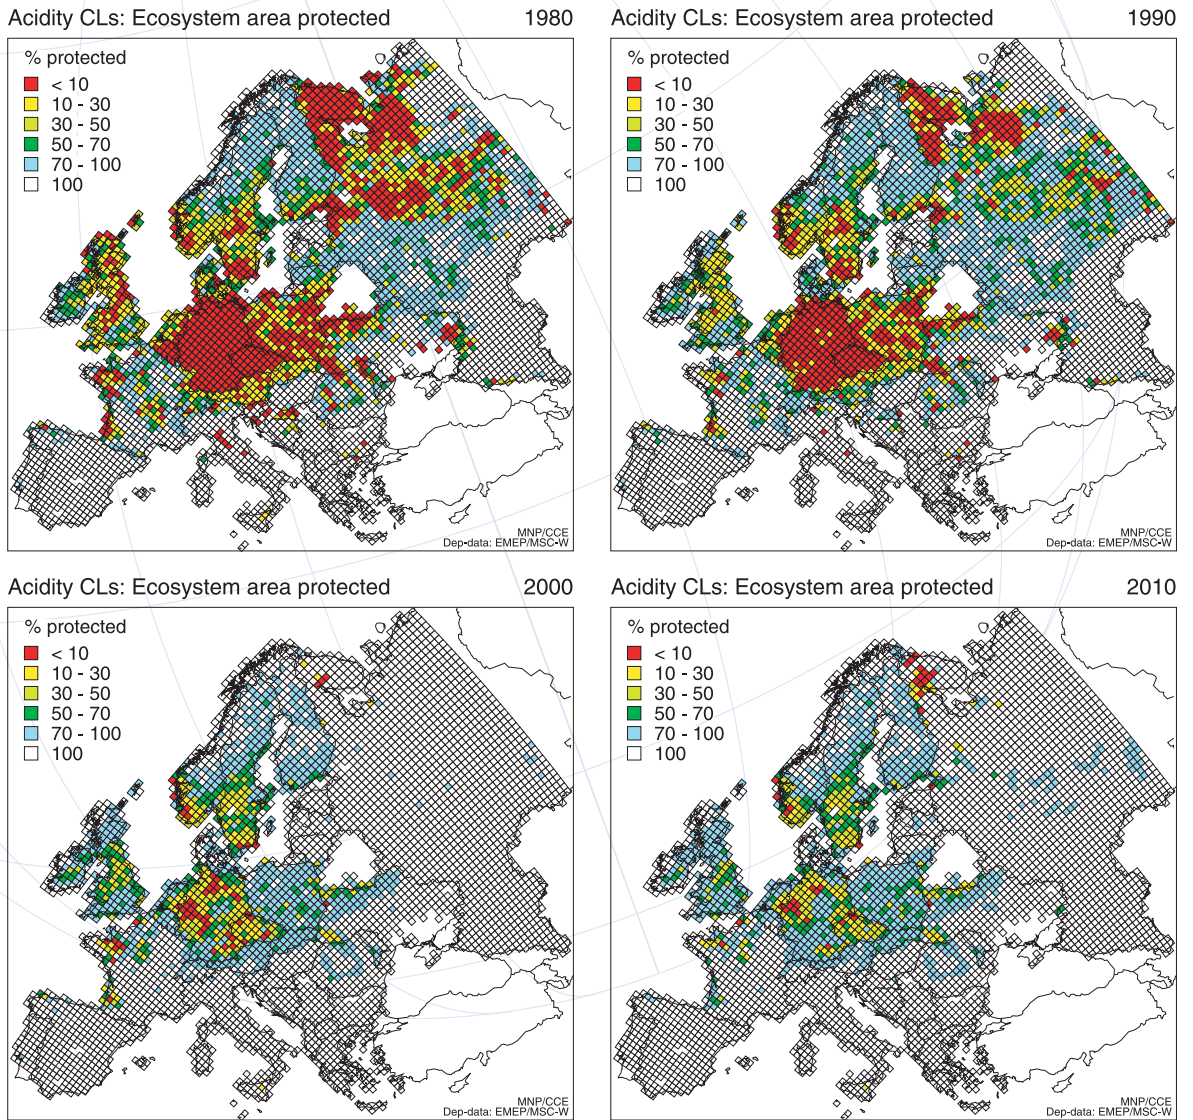 Acidity CLs: Ecosystem area protected 1980
% protected
< 10
10 - 30
30 - 50
50 - 70
70 - 100
100
MNP/CCE
Dep-data: EMEP/MSC-W
Acidity CLs: Ecosystem area protected 1990
% protected
< 10
10 - 30
30 - 50
50 - 70
70 - 100
100
MNP/CCE
Dep-data: EMEP/MSC-W
Acidity CLs: Ecosystem area protected 2000
% protected
< 10
10 - 30
30 - 50
50 - 70
70 - 100
100
MNP/CCE
Dep-data: EMEP/MSC-W
Acidity CLs: Ecosystem area protected 2010
% protected
< 10
10 - 30
30 - 50
50 - 70
70 - 100
100
MNP/CCE
Dep-data: EMEP/MSC-W